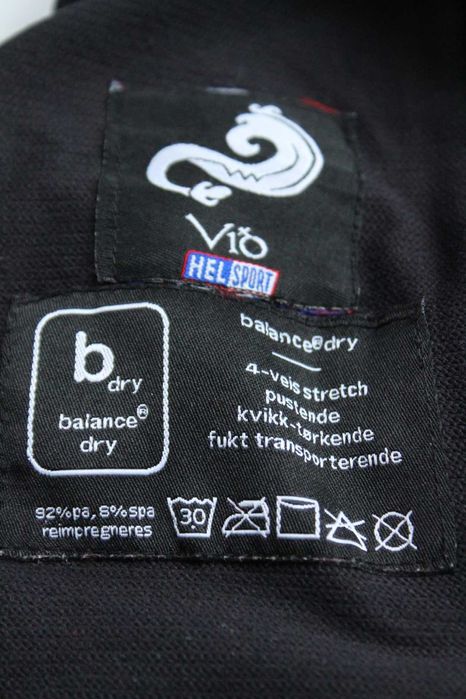 Við
HELSPORT
b
dry
balance®
dry
balance®dry
4-veis stretch
pustende
kvikk-tørkende
fukt transporterende
92%pa, 8%spa
reimpregneres
30